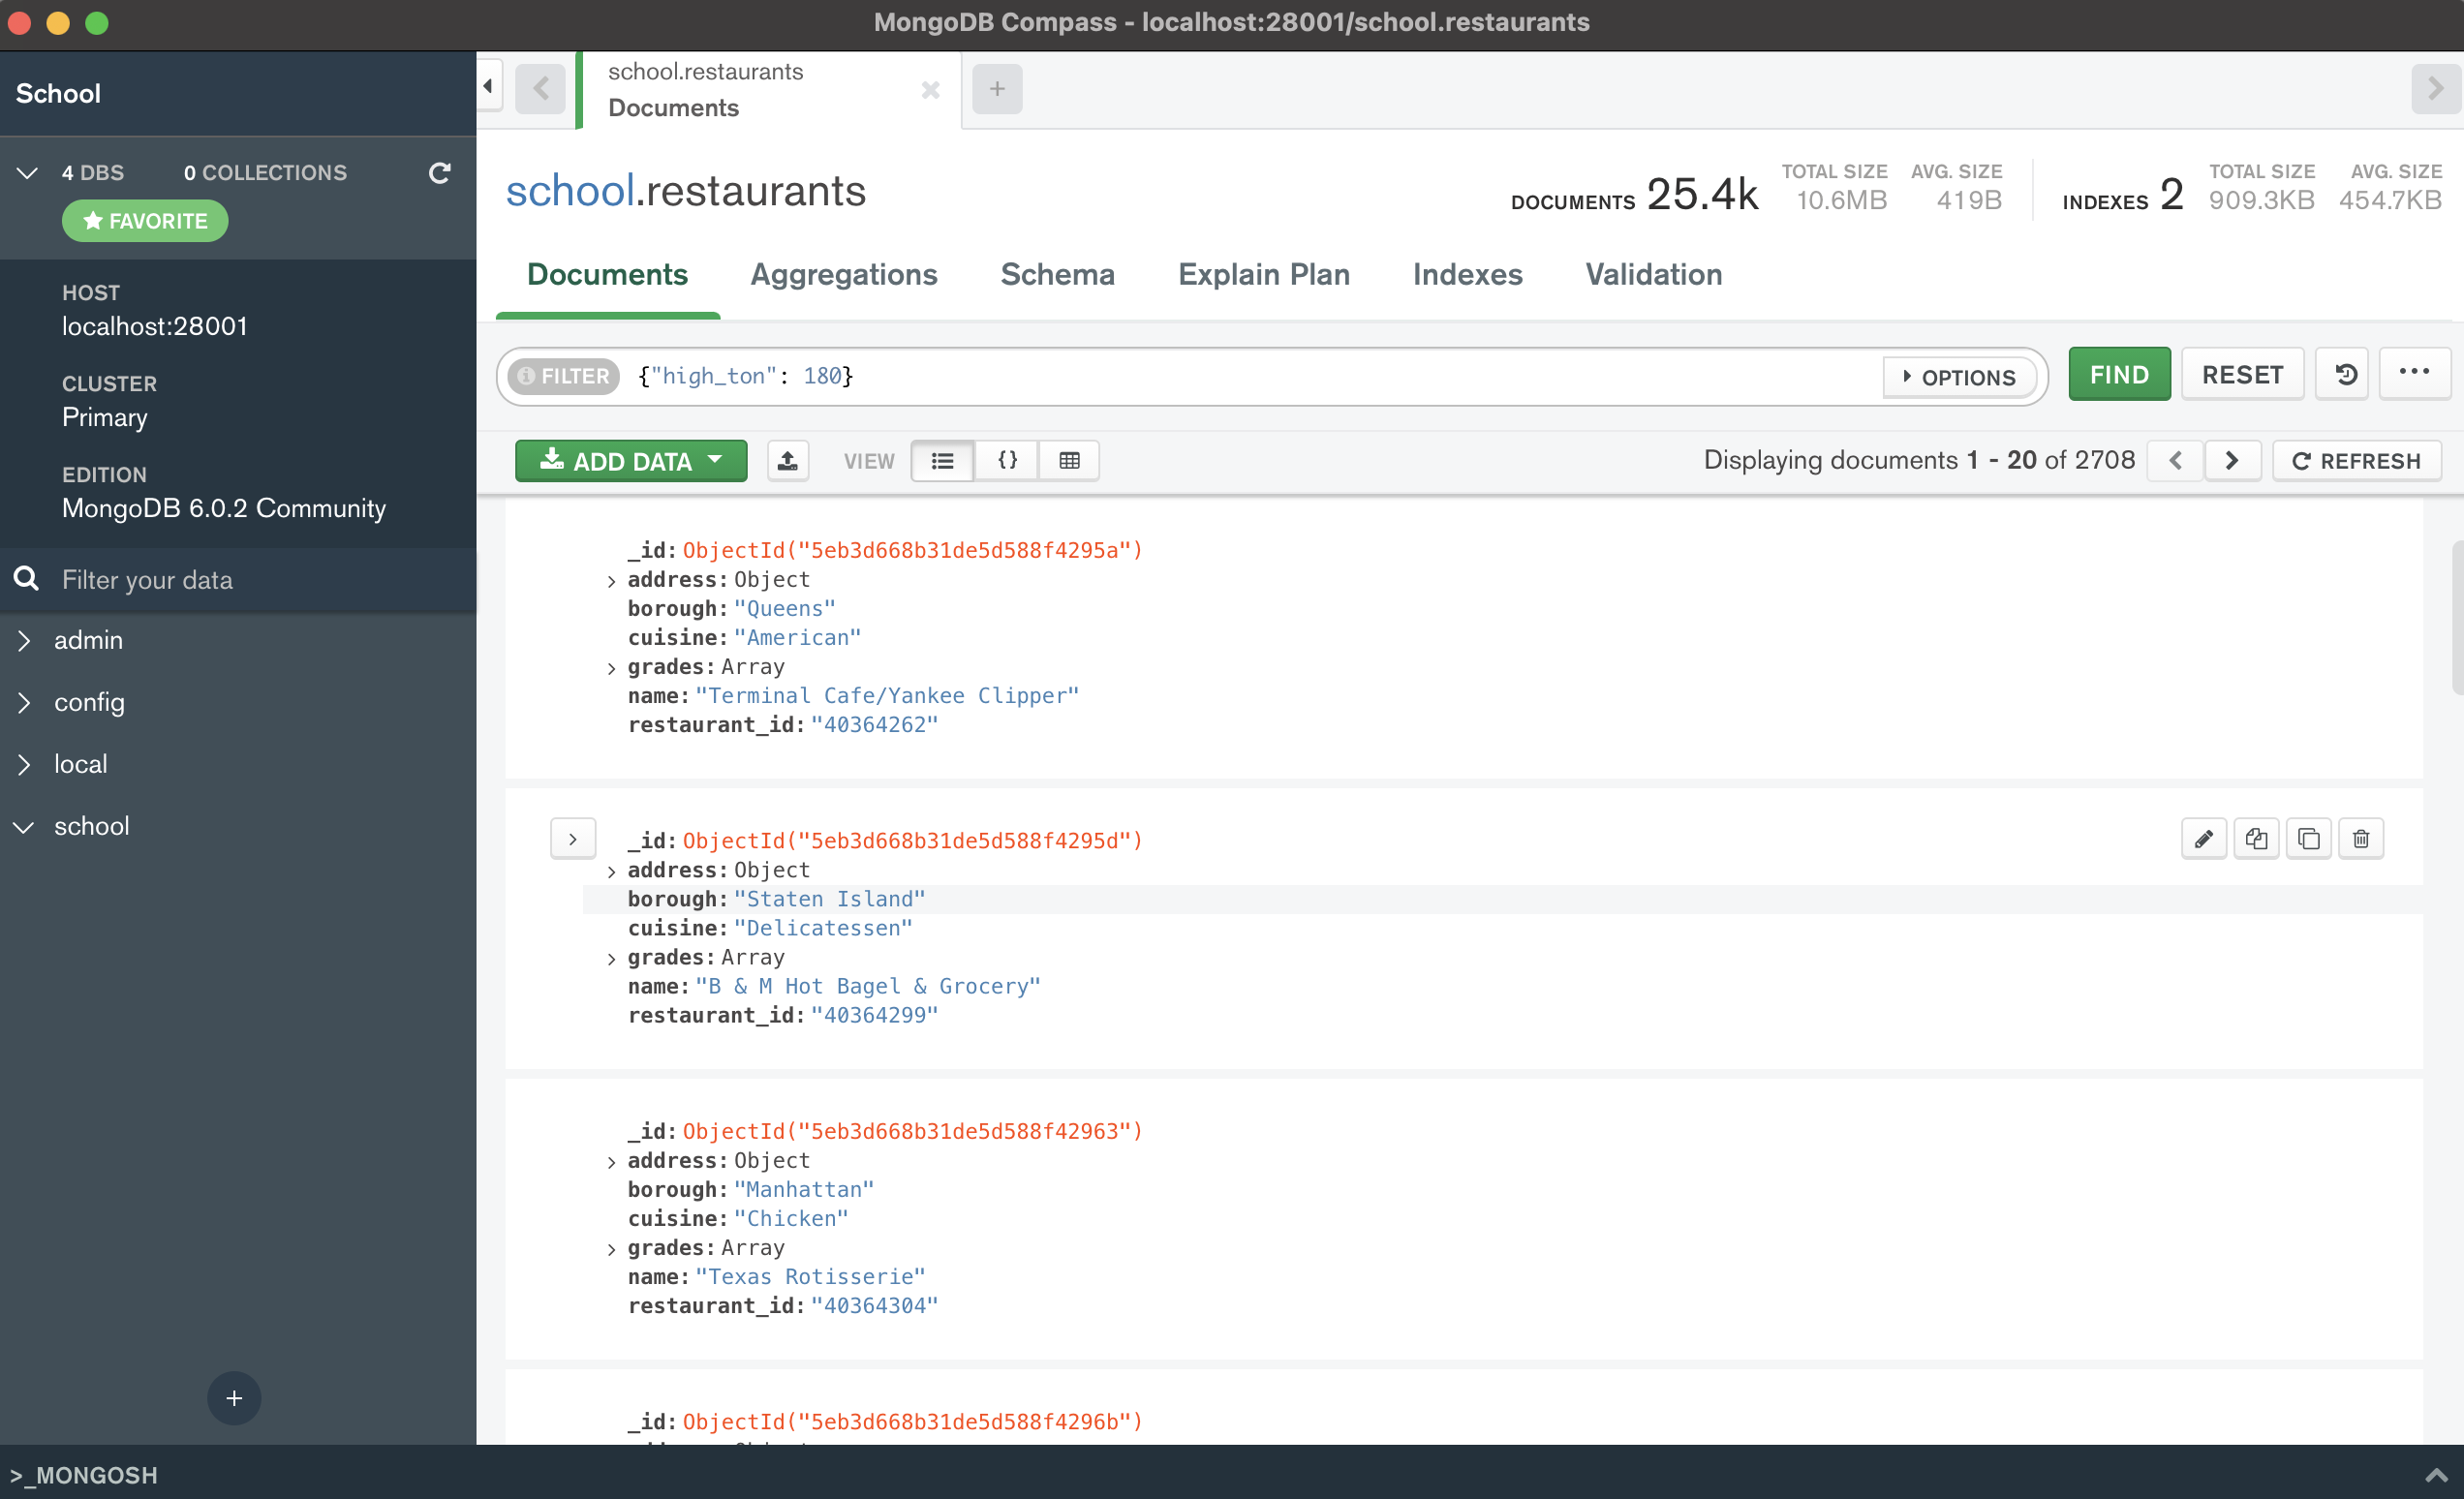 MongoDB Compass - localhost:28001/school.restaurants
School
4 DBS 0 COLLECTIONS
FAVORITE
HOST
localhost:28001
CLUSTER
Primary
EDITION
MongoDB 6.0.2 Community
Filter your data
admin
config
local
school
>_MONGOSH
school.restaurants
Documents
school.restaurants
DOCUMENTS 25.4k
TOTAL SIZE
10.6MB
AVG. SIZE
419B
INDEXES 2
TOTAL SIZE
909.3KB
AVG. SIZE
454.7KB
Documents Aggregations Schema Explain Plan Indexes Validation
FILTER {"high_ton": 180} OPTIONS FIND RESET
ADD DATA VIEW {} Displaying documents 1 - 20 of 2708 REFRESH
_id: ObjectId("5eb3d668b31de5d588f4295a")
address: Object
borough: "Queens"
cuisine: "American"
grades: Array
name: "Terminal Cafe/Yankee Clipper"
restaurant_id: "40364262"
_id: ObjectId("5eb3d668b31de5d588f4295d")
address: Object
borough: "Staten Island"
cuisine: "Delicatessen"
grades: Array
name: "B & M Hot Bagel & Grocery"
restaurant_id: "40364299"
_id: ObjectId("5eb3d668b31de5d588f42963")
address: Object
borough: "Manhattan"
cuisine: "Chicken"
grades: Array
name: "Texas Rotisserie"
restaurant_id: "40364304"
_id: ObjectId("5eb3d668b31de5d588f4296b")